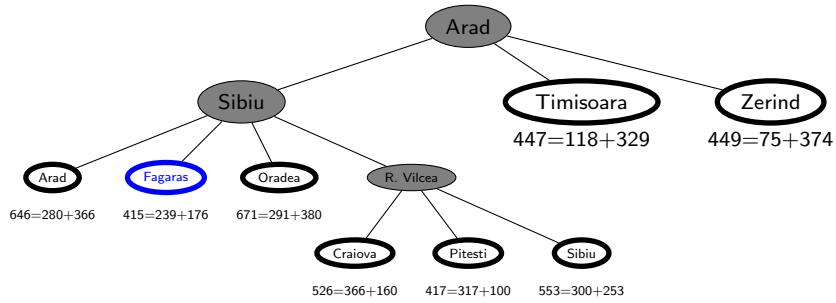 Arad
Sibiu Timisoara Zerind
447=118+329 449=75+374
Arad Fagaras Oradea R. Vilcea
646=280+366 415=239+176 671=291+380
Craiova Pitesti Sibiu
526=366+160 417=317+100 553=300+253